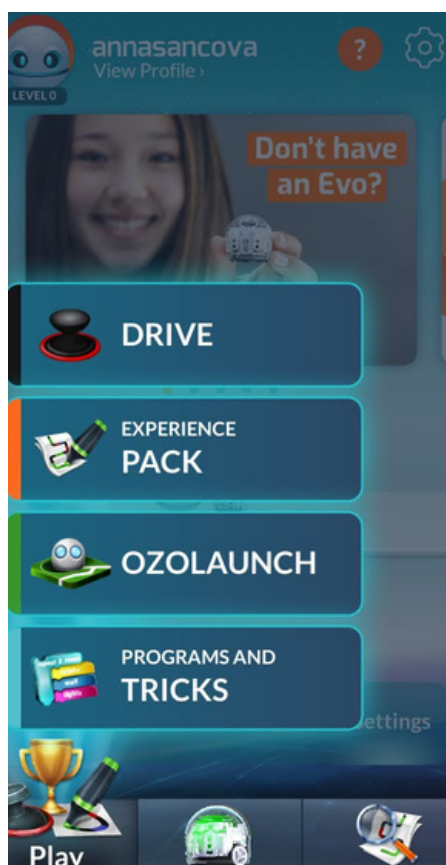 annasancova
View Profile ›
?
LEVEL 0
Don't have
an Evo?
DRIVE
EXPERIENCE
PACK
OZOLAUNCH
PROGRAMS AND
TRICKS
ettings
Play